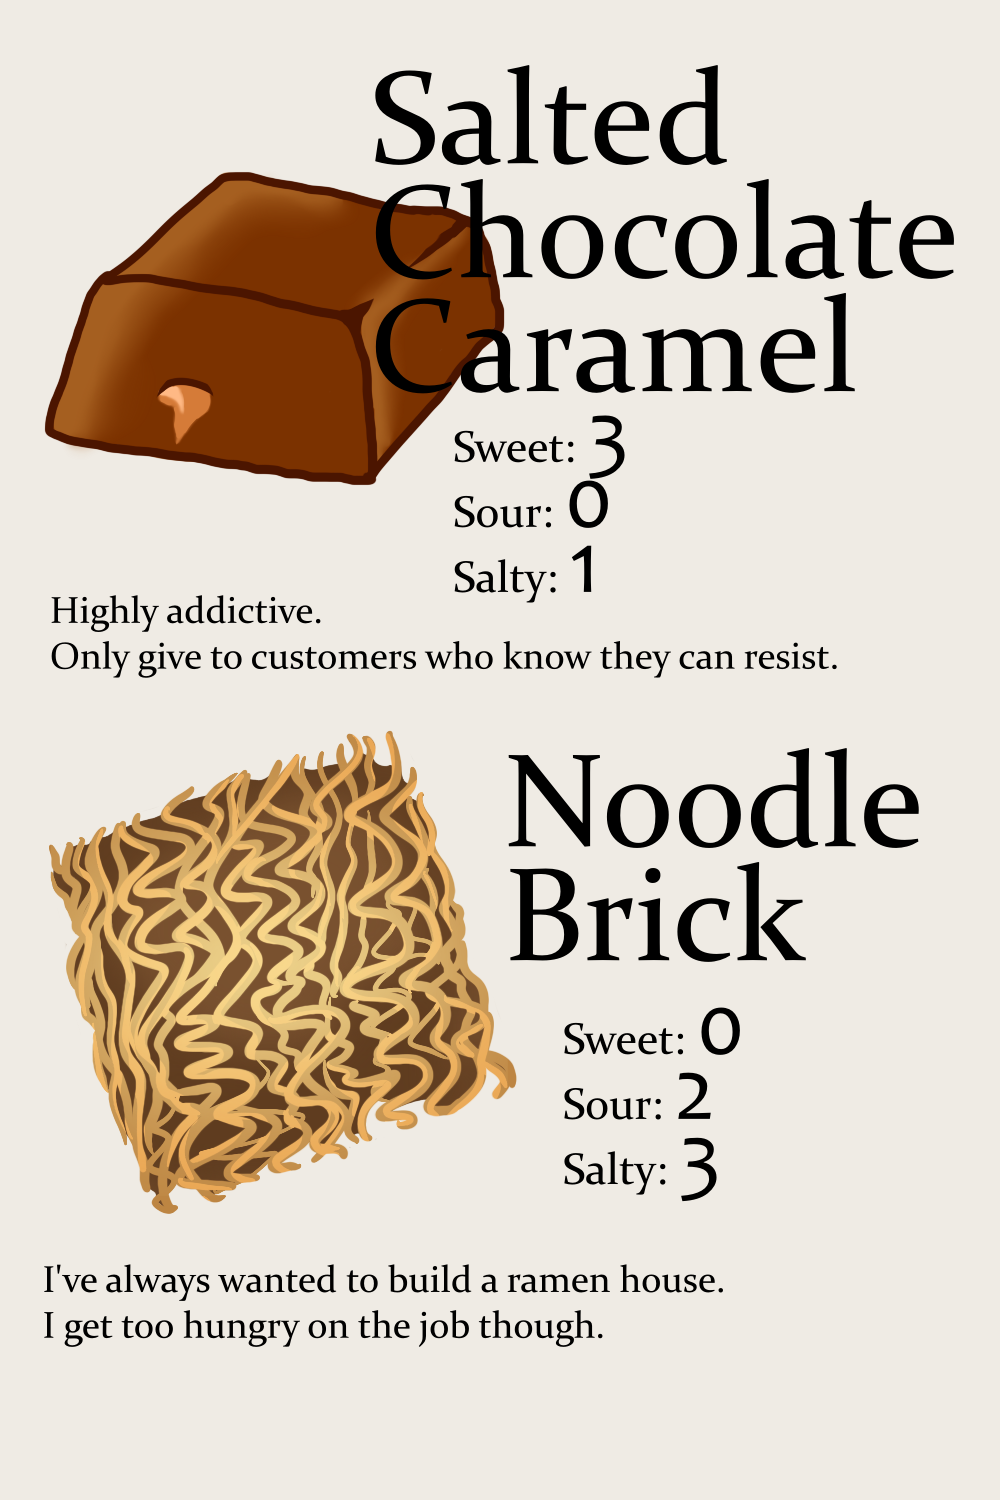 Salted
Chocolate
Caramel
Sweet: 3
Sour: 0
Salty: 1
Highly addictive.
Only give to customers who know they can resist.
Noodle
Brick
Sweet: 0
Sour: 2
Salty: 3
I've always wanted to build a ramen house.
I get too hungry on the job though.